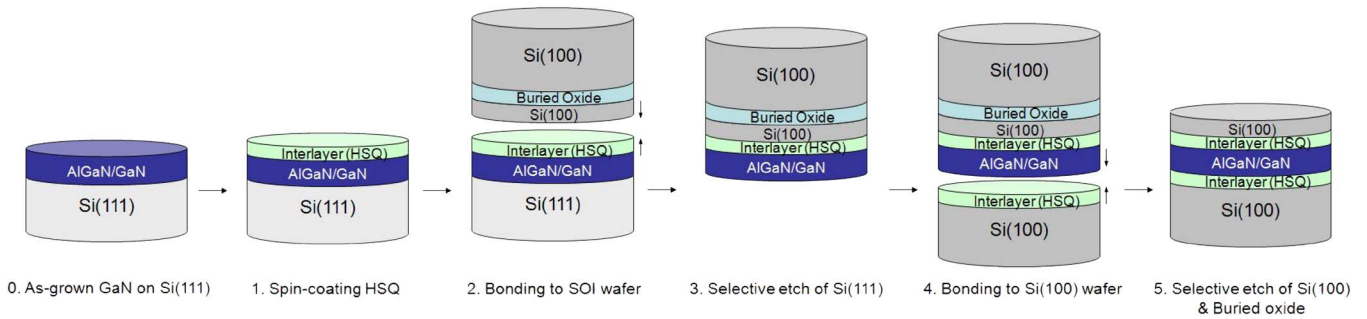 AlGaN/GaN
Si(111)
0. As-grown GaN on Si(111)
Interlayer (HSQ)
AlGaN/GaN
Si(111)
1. Spin-coating HSQ
Si(100)
Buried Oxide
Si(100)
Interlayer (HSQ)
AlGaN/GaN
Si(111)
2. Bonding to SOI wafer
Si(100)
Buried Oxide
Si(100)
Interlayer (HSQ)
AlGaN/GaN
3. Selective etch of Si(111)
Si(100)
Buried Oxide
Si(100)
Interlayer (HSQ)
AlGaN/GaN
Interlayer (HSQ)
Si(100)
4. Bonding to Si(100) wafer
Si(100)
Interlayer (HSQ)
AlGaN/GaN
Interlayer (HSQ)
Si(100)
5. Selective etch of Si(100)
& Buried oxide